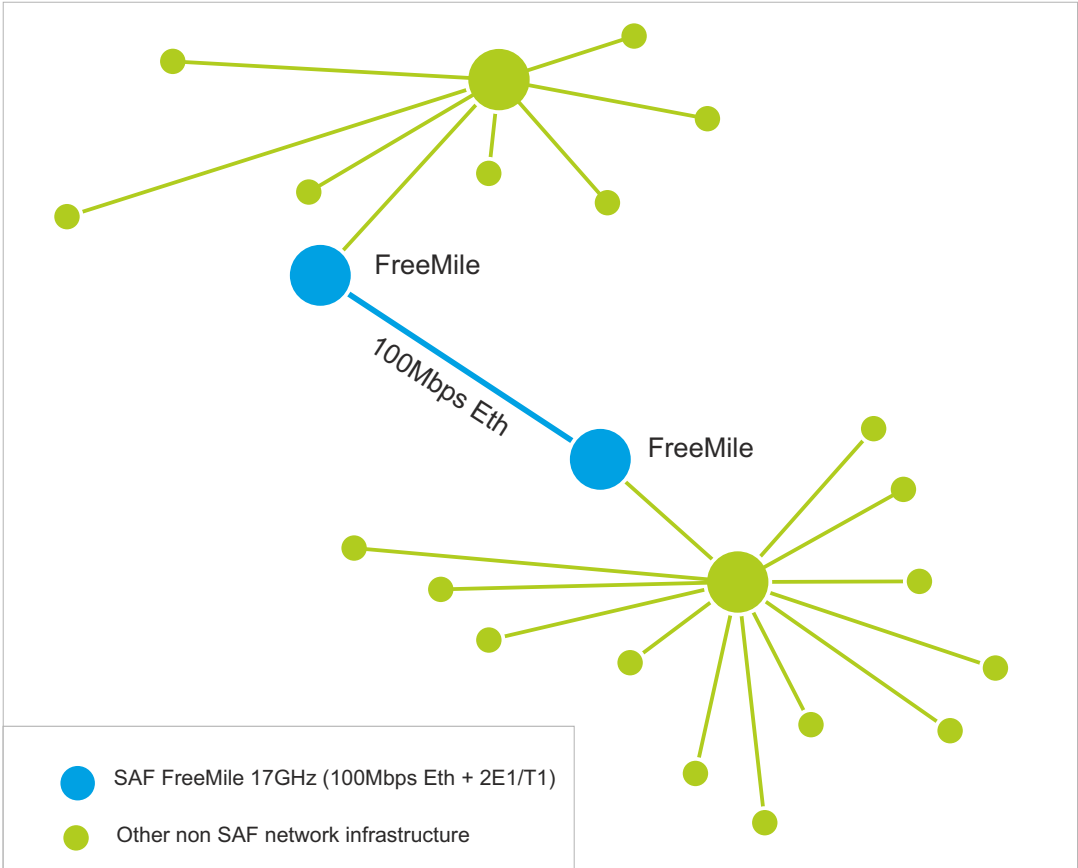 FreeMile
100Mbps Eth
FreeMile
SAF FreeMile 17GHz (100Mbps Eth + 2E1/T1)
Other non SAF network infrastructure